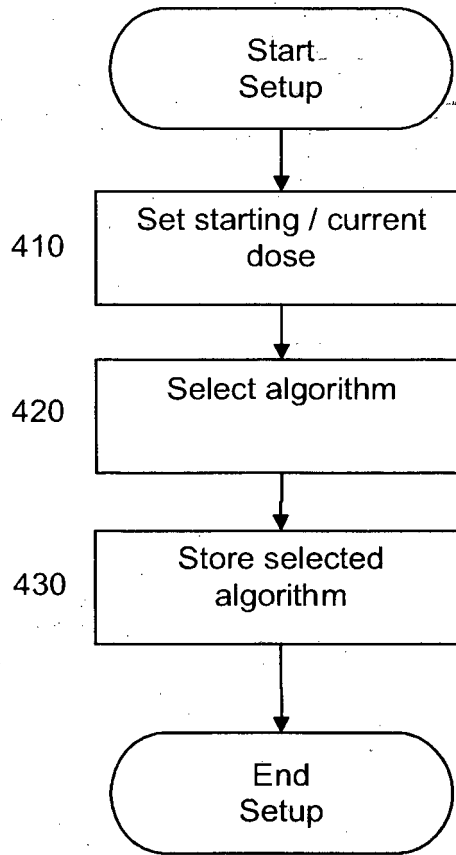 Start
Setup
410
Set starting / current
dose
420
Select algorithm
430
Store selected
algorithm
End
Setup